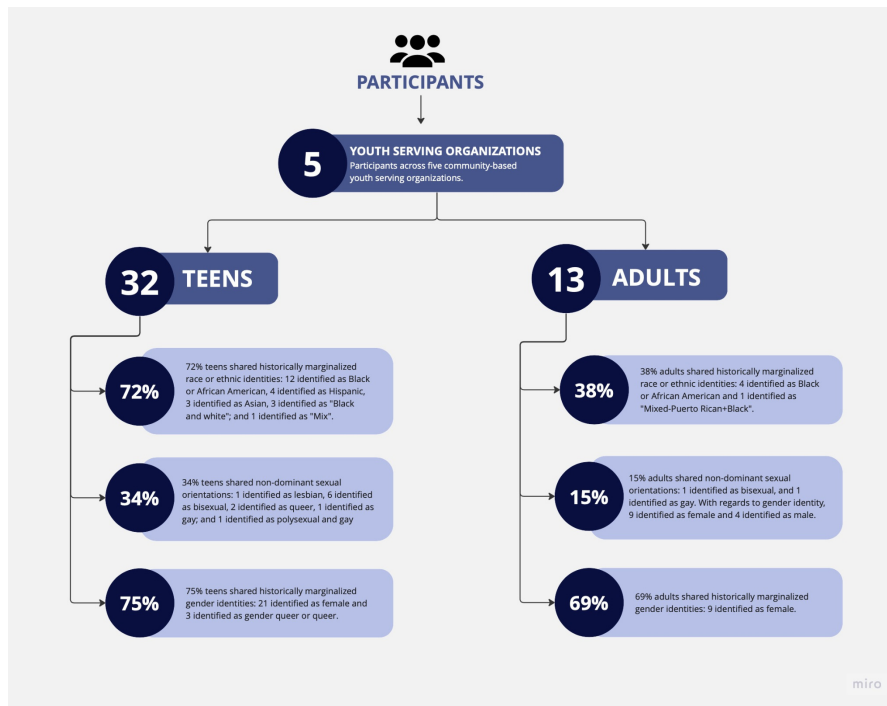 PARTICIPANTS
5
YOUTH SERVING ORGANIZATIONS
Participants across five community-based
youth serving organizations.
32
TEENS
72%
72% teens shared historically marginalized
race or ethnic identities: 12 identified as Black
or African American, 4 identified as Hispanic,
3 identified as Asian, 3 identified as "Black
and white"; and 1 identified as "Mix".
34%
34% teens shared non-dominant sexual
orientations: 1 identified as lesbian, 6 identified
as bisexual, 2 identified as queer, 1 identified as
gay; and 1 identified as polysexual and gay
75%
75% teens shared historically marginalized
gender identities: 21 identified as female and
3 identified as gender queer or queer.
13
ADULTS
38%
38% adults shared historically marginalized
race or ethnic identities: 4 identified as Black
or African American and 1 identified as
"Mixed-Puerto Rican+Black".
15%
15% adults shared non-dominant sexual
orientations: 1 identified as bisexual, and 1
identified as gay. With regards to gender identity,
9 identified as female and 4 identified as male.
69%
69% adults shared historically marginalized
gender identities: 9 identified as female.
miro